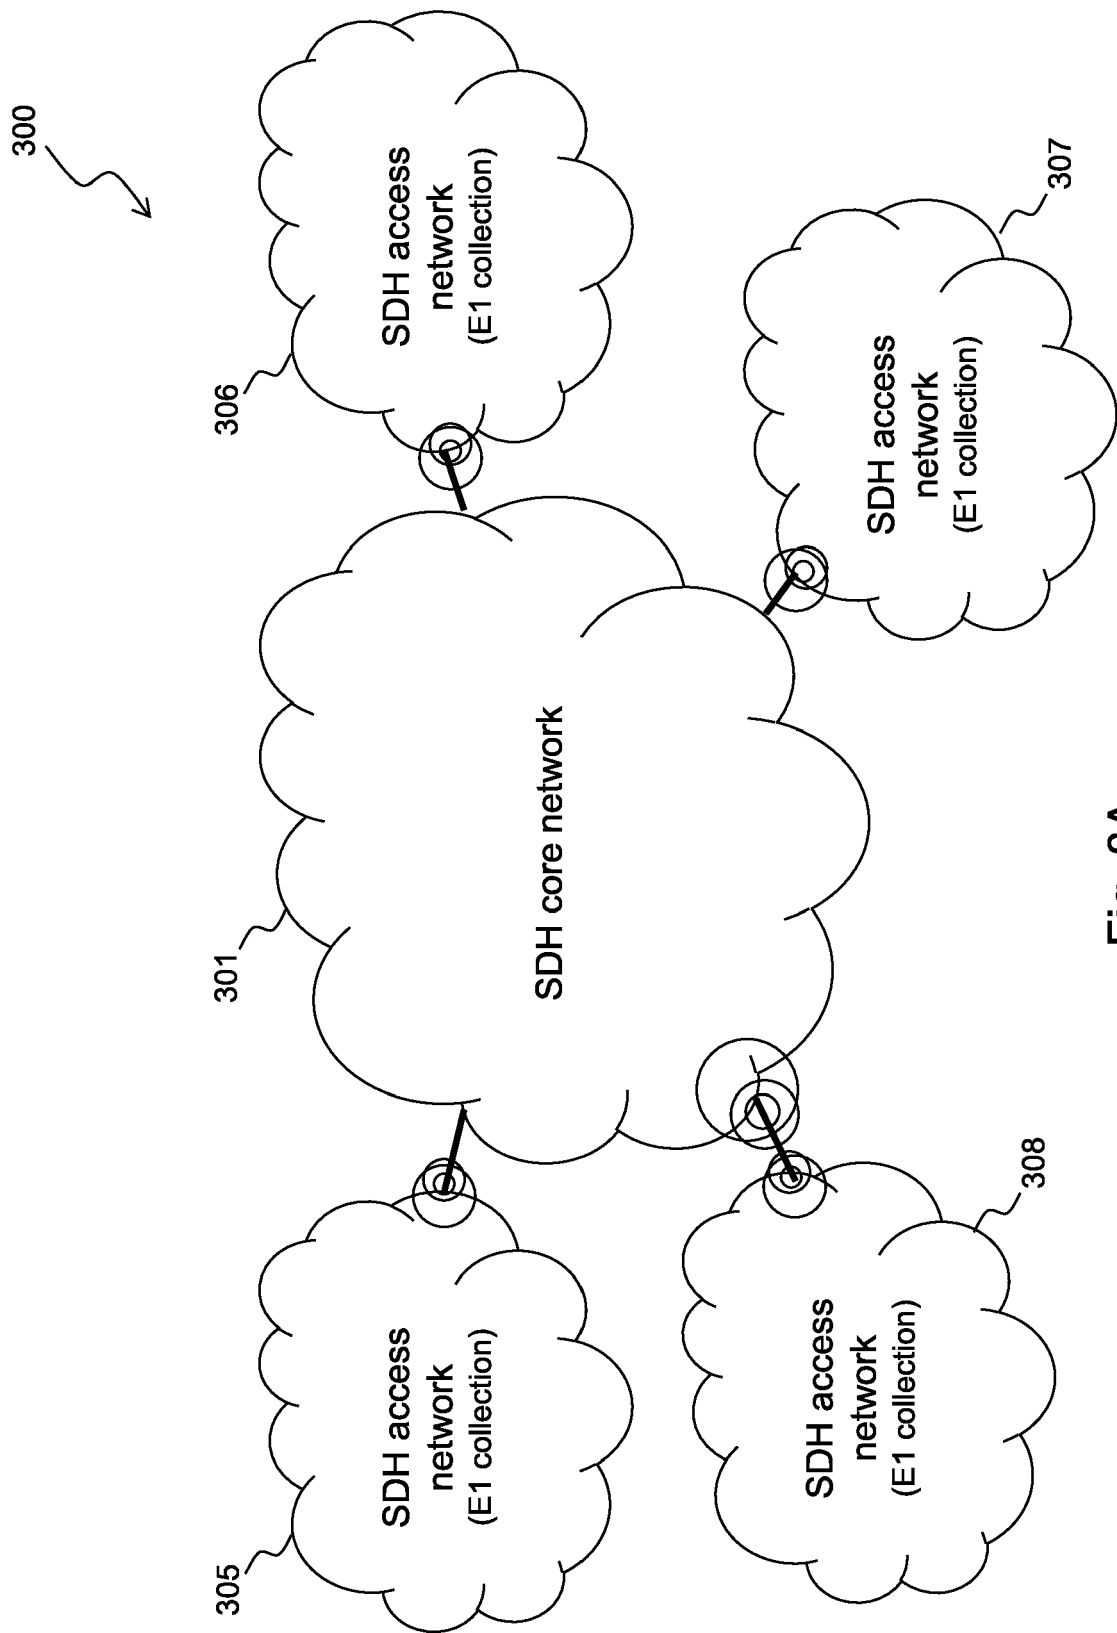 300
305
301
306
SDH access
network
(E1 collection)
SDH access
network
(E1 collection)
SDH core network
SDH access
network
(E1 collection)
SDH access
network
(E1 collection)
308
307
Fig.